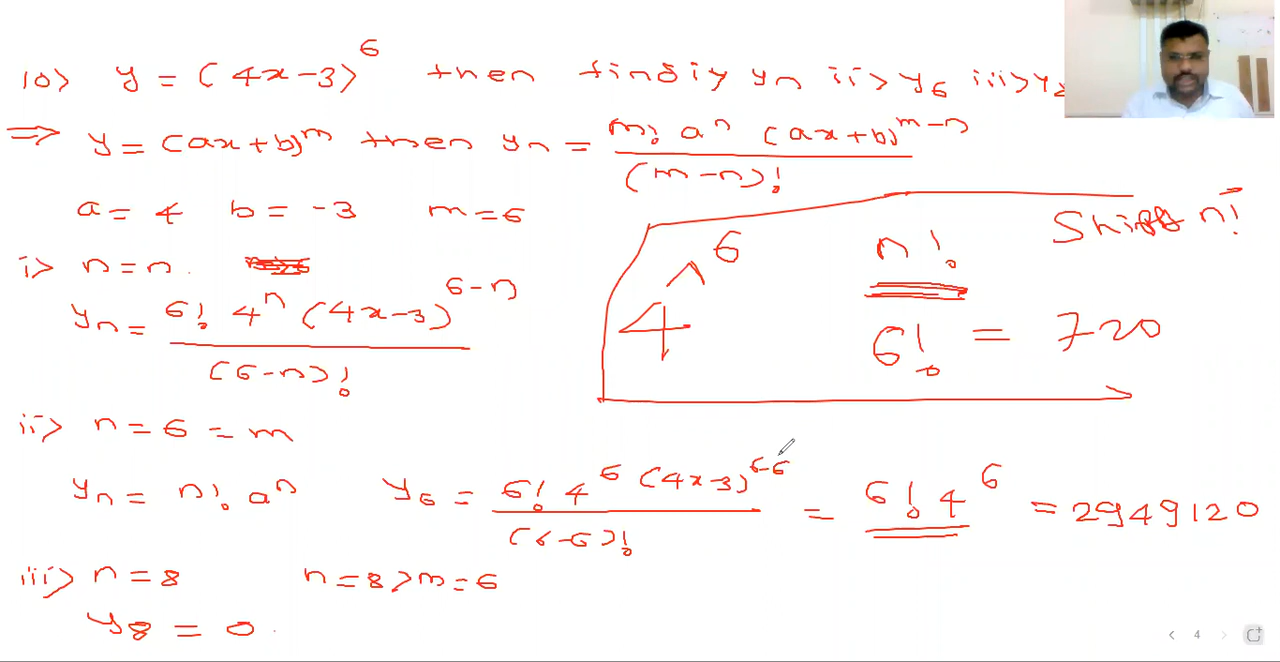 10> y = (4x-3)^6 then find i> yn ii> y6 iii>
=> y = (ax+b)^m then yn = m! a^n (ax+b)^m-n / (m-n)!
a = 4 b = -3 m = 6
i> n = n.
yn = 6! 4^n (4x-3)^6-n / (6-n)!
4 ^ 6 n! Shift n!
6! = 720
ii> n = 6 = m
yn = n! a^n y6 = 6! 4^6 (4x-3)^6-6 / (6-6)! = 6! 4^6 = 2949120
iii> n = 8 n = 8 > m = 6
y8 = 0
4